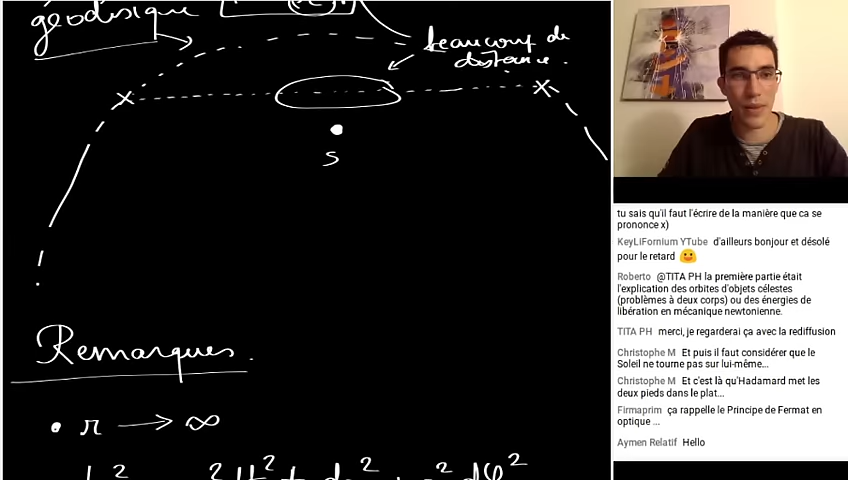 géodésique
beaucoup de
distance.
S
Remarques.
• r → ∞
tu sais qu'il faut l'écrire de la manière que ca se
prononce x)
KeyLiFornium YTube d'ailleurs bonjour et désolé
pour le retard
Roberto @TITA PH la première partie était
l'explication des orbites d'objets célestes
(problèmes à deux corps) ou des énergies de
libération en mécanique newtonienne.
TITA PH merci, je regarderai ça avec la rediffusion
Christophe M Et puis il faut considérer que le
Soleil ne tourne pas sur lui-même...
Christophe M Et c'est là qu'Hadamard met les
deux pieds dans le plat...
Firmaprim ça rappelle le Principe de Fermat en
optique ...
Aymen Relatif Hello